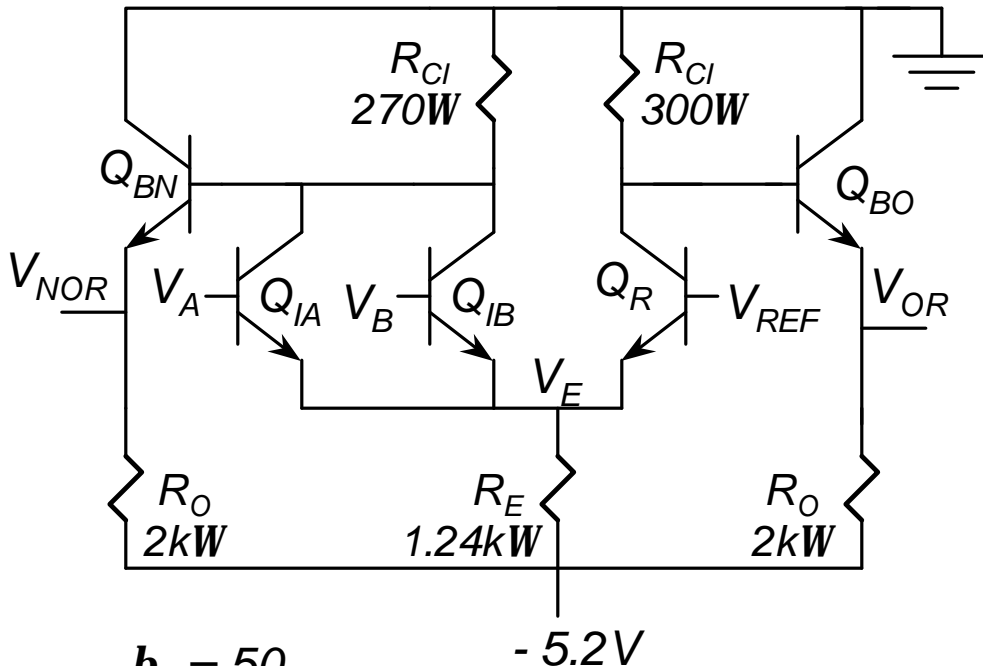 R_CI
270W
R_CI
300W
Q_BN
Q_BO
V_NOR
V_A
Q_IA
V_B
Q_IB
Q_R
V_REF
V_OR
V_E
R_O
2kW
R_E
1.24kW
R_O
2kW
b = 50
- 5.2V